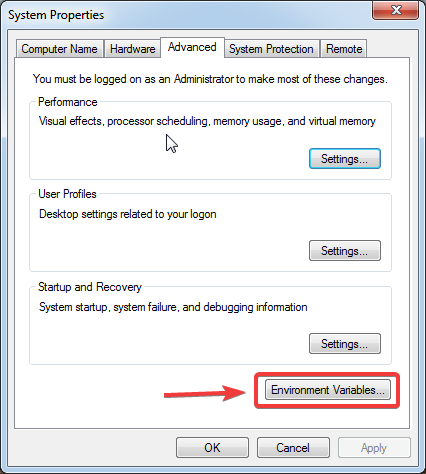 System Properties
Computer Name Hardware Advanced System Protection Remote
You must be logged on as an Administrator to make most of these changes.
Performance
Visual effects, processor scheduling, memory usage, and virtual memory
Settings...
User Profiles
Desktop settings related to your logon
Settings...
Startup and Recovery
System startup, system failure, and debugging information
Settings...
Environment Variables...
OK Cancel Apply